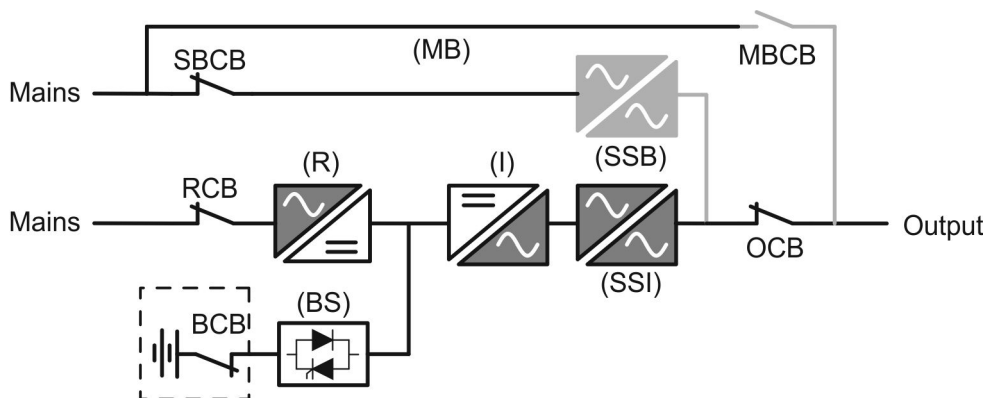 (MB)
MBCB
SBCB
Mains
(SSB)
(R)
(I)
RCB
Mains
Output
OCB
(SSI)
(BS)
BCB